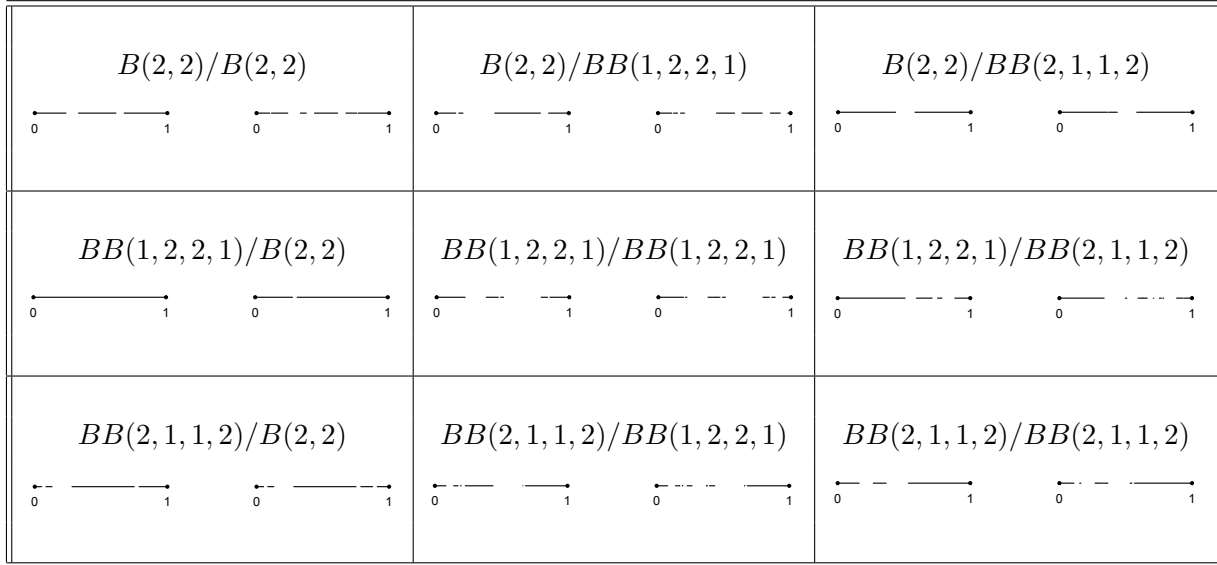 B(2, 2)/B(2, 2)
0 1 0 1
B(2, 2)/BB(1, 2, 2, 1)
0 1 0 1
B(2, 2)/BB(2, 1, 1, 2)
0 1 0 1
BB(1, 2, 2, 1)/B(2, 2)
0 1 0 1
BB(1, 2, 2, 1)/BB(1, 2, 2, 1)
0 1 0 1
BB(1, 2, 2, 1)/BB(2, 1, 1, 2)
0 1 0 1
BB(2, 1, 1, 2)/B(2, 2)
0 1 0 1
BB(2, 1, 1, 2)/BB(1, 2, 2, 1)
0 1 0 1
BB(2, 1, 1, 2)/BB(2, 1, 1, 2)
0 1 0 1